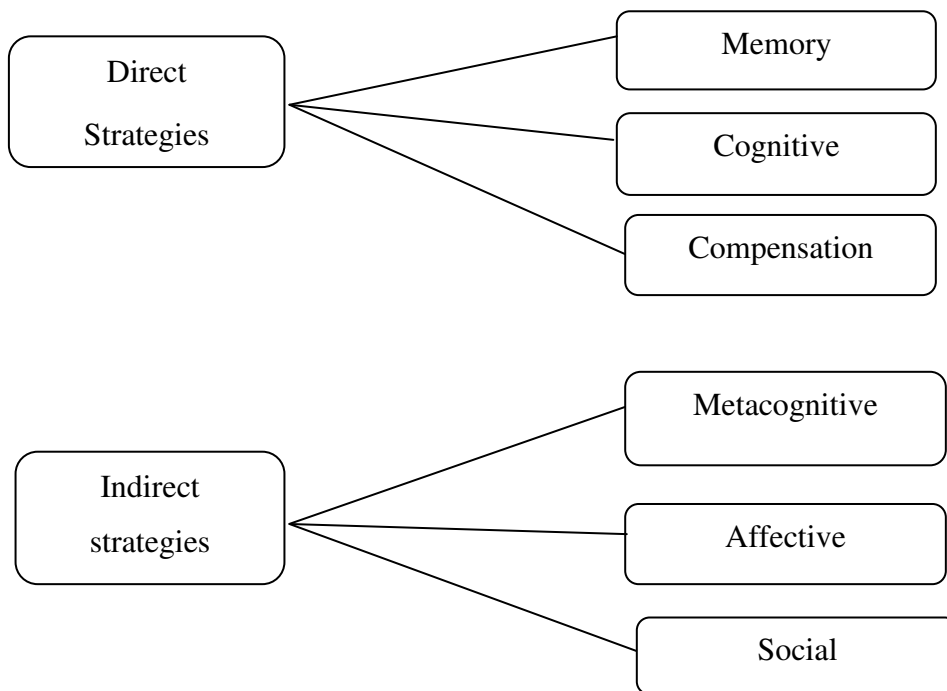 Direct
Strategies
Memory
Cognitive
Compensation
Indirect
strategies
Metacognitive
Affective
Social